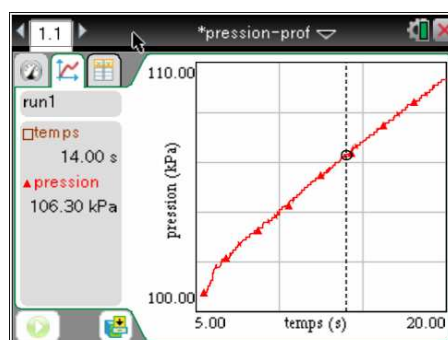 1.1 *pression-prof
run1
temps
14.00 s
pression
106.30 kPa
110.00
pression (kPa)
100.00
5.00 temps (s) 20.00